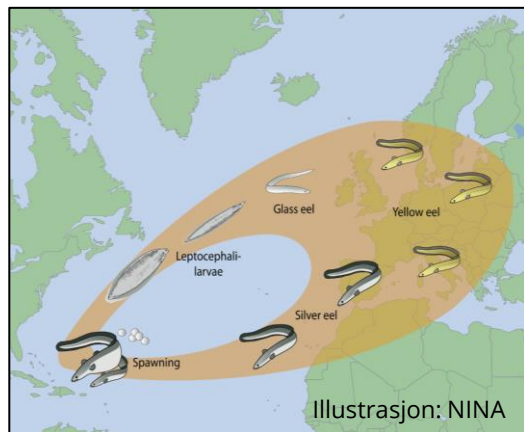 Glass eel
Yellow eel
Leptocephali-
larvae
Silver eel
Spawning
Illustrasjon: NINA